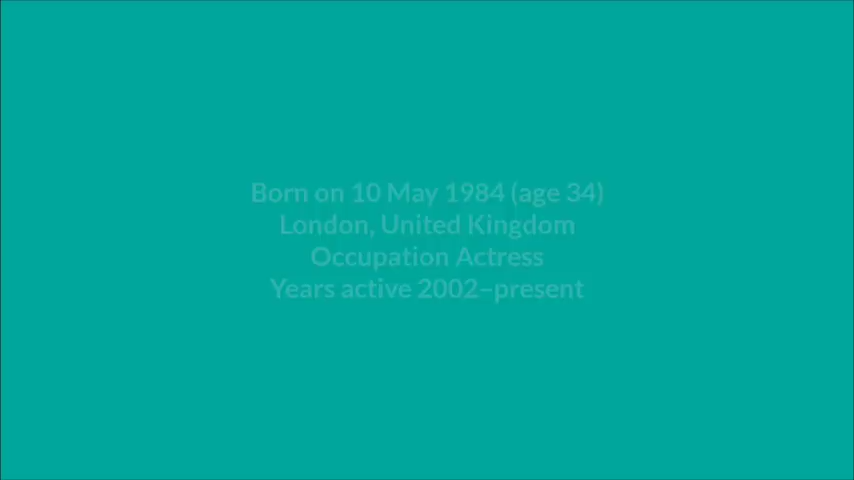 Born on 10 May 1984 (age 34)
London, United Kingdom
Occupation Actress
Years active 2002–present